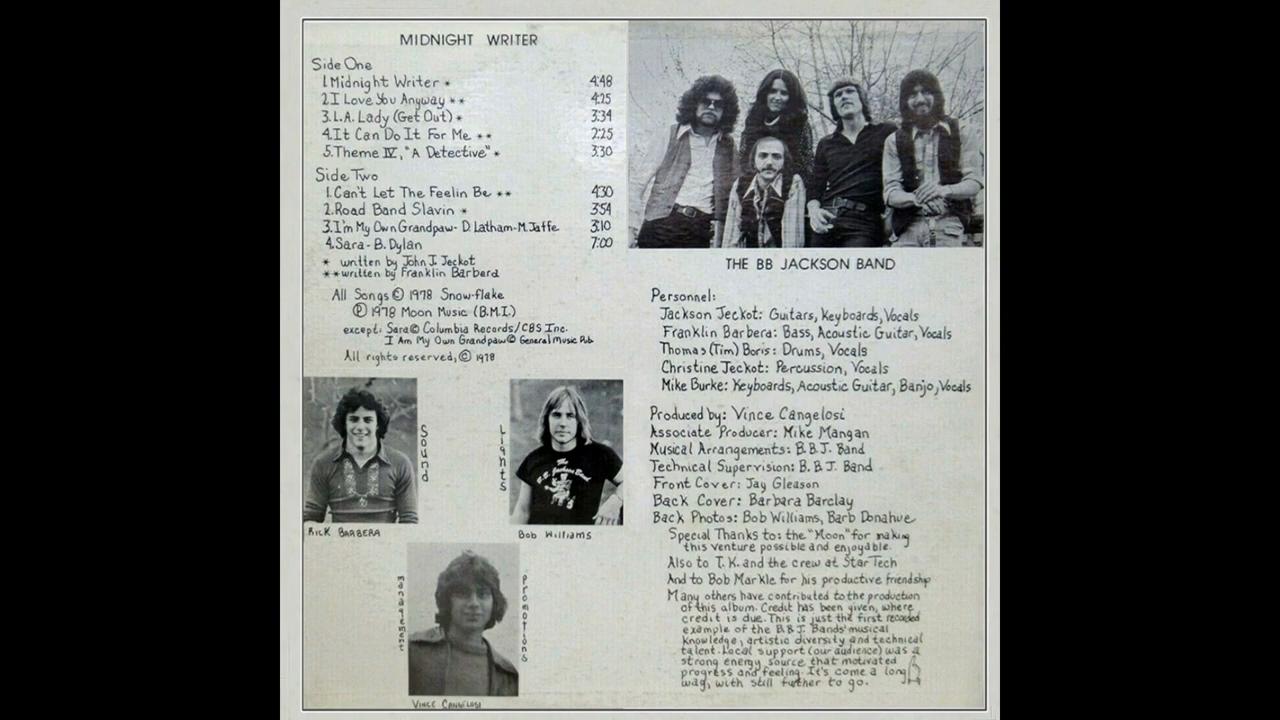 MIDNIGHT WRITER
Side One
1. Midnight Writer * 4:48
2. I Love You Anyway ** 4:25
3. L.A. Lady (Get Out) * 3:34
4. It Can Do It For Me ** 2:25
5. Theme IV, "A Detective" * 3:30
Side Two
1. Can't Let The Feelin Be ** 4:30
2. Road Band Slavin * 3:54
3. I'm My Own Grandpaw - D. Latham-M. Jaffe 3:10
4. Sara - B. Dylan 7:00
* written by John J. Jeckot
** written by Franklin Barbera
All Songs © 1978 Snow-flake
℗ 1978 Moon Music (B.M.I.)
except: Sara © Columbia Records/CBS Inc.
I Am My Own Grandpaw © General Music Pub.
All rights reserved, © 1978
Sound
RICK BARBERA
Lights
The B.B. Jackson Band
Bob Williams
management
promotions
VINCE CANGELOSI
THE BB JACKSON BAND
Personnel:
Jackson Jeckot: Guitars, Keyboards, Vocals
Franklin Barbera: Bass, Acoustic Guitar, Vocals
Thomas (Tim) Boris: Drums, Vocals
Christine Jeckot: Percussion, Vocals
Mike Burke: Keyboards, Acoustic Guitar, Banjo, Vocals
Produced by: Vince Cangelosi
Associate Producer: Mike Mangan
Musical Arrangements: B.B.J. Band
Technical Supervision: B.B.J. Band
Front Cover: Jay Gleason
Back Cover: Barbara Barclay
Back Photos: Bob Williams, Barb Donahue
Special Thanks to: the "Moon" for making
this venture possible and enjoyable.
Also to T.K. and the crew at Star Tech
And to Bob Markle for his productive friendship
Many others have contributed to the production
of this album. Credit has been given, where
credit is due. This is just the first recorded
example of the B.B.J. Bands' musical
knowledge, artistic diversity and technical
talent. Local support (our audience) was a
strong energy source that motivated
progress and feeling. It's come a long
way, with still further to go.